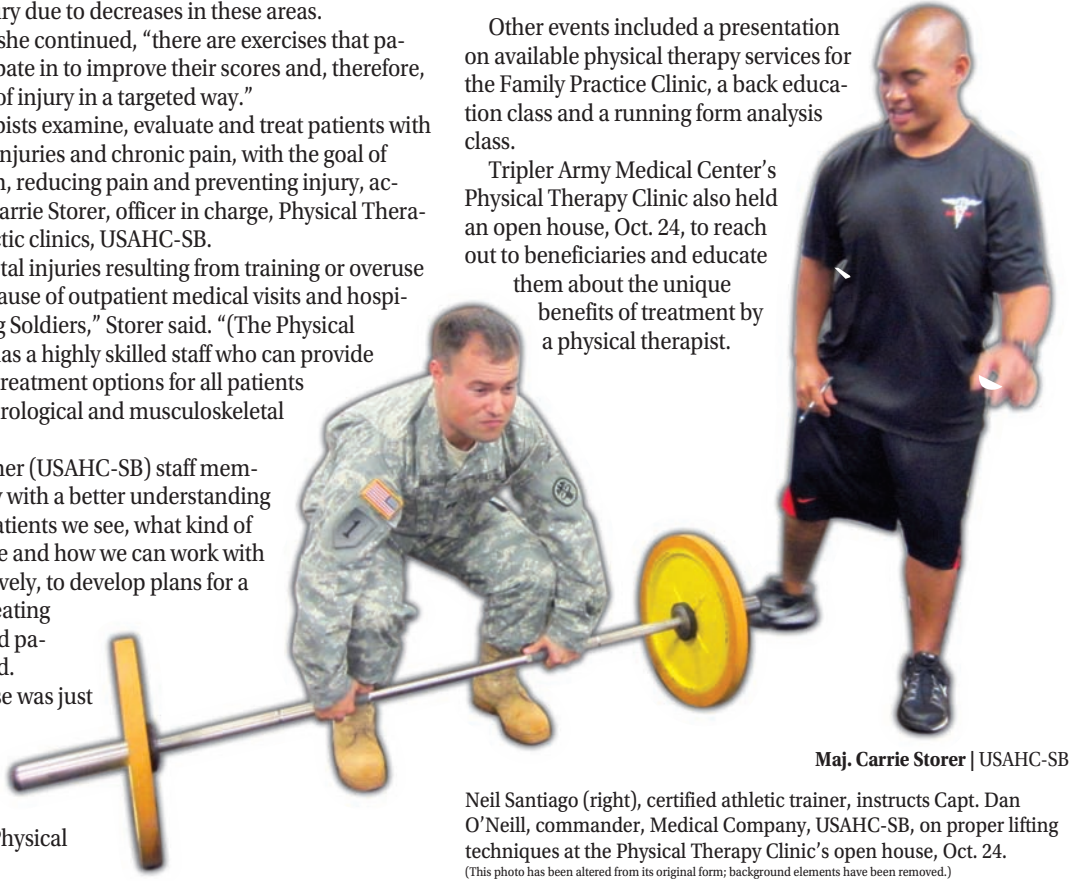 ry due to decreases in these areas.
she continued, “there are exercises that pa-
pate in to improve their scores and, therefore,
of injury in a targeted way.”
pists examine, evaluate and treat patients with
njuries and chronic pain, with the goal of
n, reducing pain and preventing injury, ac-
arrie Storer, officer in charge, Physical Thera-
ctic clinics, USAHC-SB.
tal injuries resulting from training or overuse
ause of outpatient medical visits and hospi-
g Soldiers,” Storer said. “(The Physical
as a highly skilled staff who can provide
reatment options for all patients
rological and musculoskeletal
ner (USAHC-SB) staff mem-
y with a better understanding
atients we see, what kind of
e and how we can work with
vely, to develop plans for a
eating
d pa-
d.
se was just
Physical
Other events included a presentation
on available physical therapy services for
the Family Practice Clinic, a back educa-
tion class and a running form analysis
class.
Tripler Army Medical Center’s
Physical Therapy Clinic also held
an open house, Oct. 24, to reach
out to beneficiaries and educate
them about the unique
benefits of treatment by
a physical therapist.
1
Maj. Carrie Storer | USAHC-SB
Neil Santiago (right), certified athletic trainer, instructs Capt. Dan
O’Neill, commander, Medical Company, USAHC-SB, on proper lifting
techniques at the Physical Therapy Clinic’s open house, Oct. 24.
(This photo has been altered from its original form; background elements have been removed.)